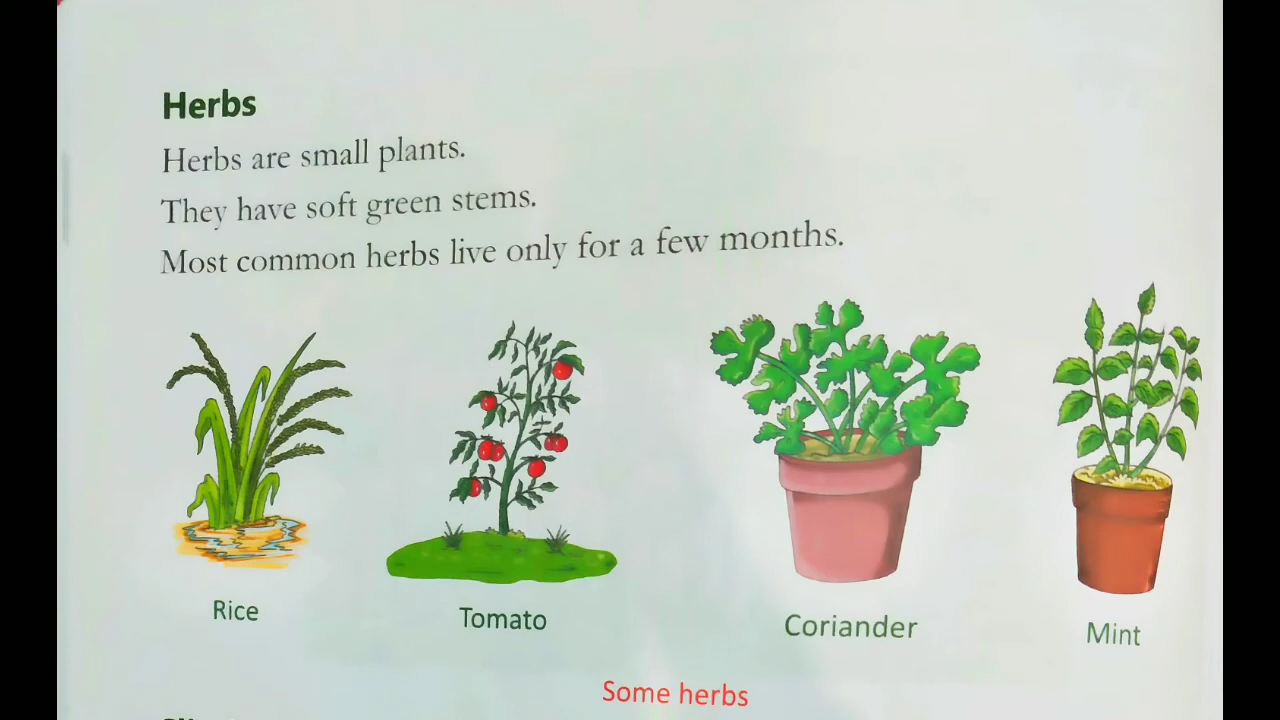 Herbs
Herbs are small plants.
They have soft green stems.
Most common herbs live only for a few months.
Rice
Tomato
Coriander
Mint
Some herbs